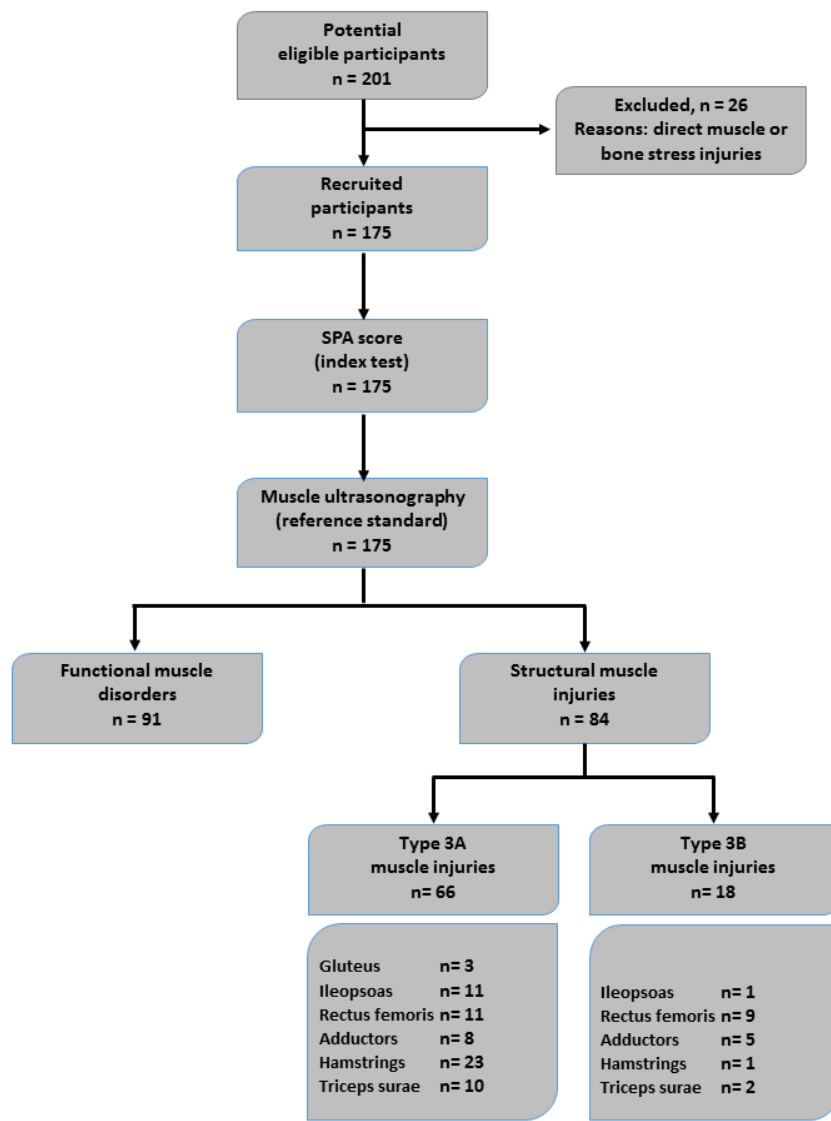 Potential
eligible participants
n = 201
Excluded, n = 26
Reasons: direct muscle or
bone stress injuries
Recruited
participants
n = 175
SPA score
(index test)
n = 175
Muscle ultrasonography
(reference standard)
n = 175
Functional muscle
disorders
n = 91
Structural muscle
injuries
n = 84
Type 3A
muscle injuries
n= 66
Type 3B
muscle injuries
n= 18
Gluteus n= 3
Ileopsoas n= 11
Rectus femoris n= 11
Adductors n= 8
Hamstrings n= 23
Triceps surae n= 10
Ileopsoas n= 1
Rectus femoris n= 9
Adductors n= 5
Hamstrings n= 1
Triceps surae n= 2